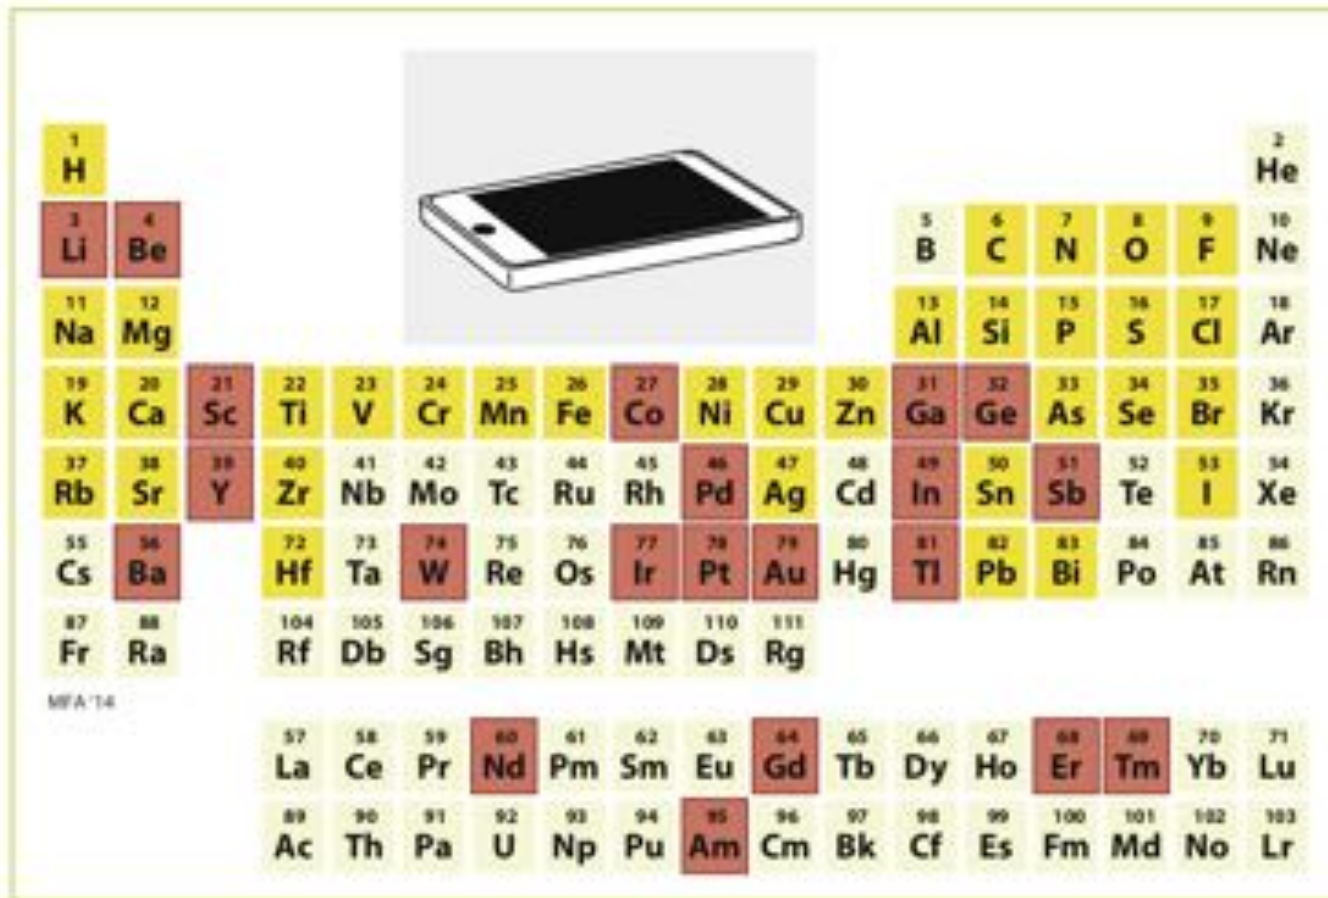 1 2
H He
3 4 5 6 7 8 9 10
Li Be B C N O F Ne
11 12 13 14 15 16 17 18
Na Mg Al Si P S Cl Ar
19 20 21 22 23 24 25 26 27 28 29 30 31 32 33 34 35 36
K Ca Sc Ti V Cr Mn Fe Co Ni Cu Zn Ga Ge As Se Br Kr
37 38 39 40 41 42 43 44 45 46 47 48 49 50 51 52 53 54
Rb Sr Y Zr Nb Mo Tc Ru Rh Pd Ag Cd In Sn Sb Te I Xe
55 56 72 73 74 75 76 77 78 79 80 81 82 83 84 85 86
Cs Ba Hf Ta W Re Os Ir Pt Au Hg Tl Pb Bi Po At Rn
87 88 104 105 106 107 108 109 110 111
Fr Ra Rf Db Sg Bh Hs Mt Ds Rg
MFA '14
57 58 59 60 61 62 63 64 65 66 67 68 69 70 71
La Ce Pr Nd Pm Sm Eu Gd Tb Dy Ho Er Tm Yb Lu
89 90 91 92 93 94 95 96 97 98 99 100 101 102 103
Ac Th Pa U Np Pu Am Cm Bk Cf Es Fm Md No Lr